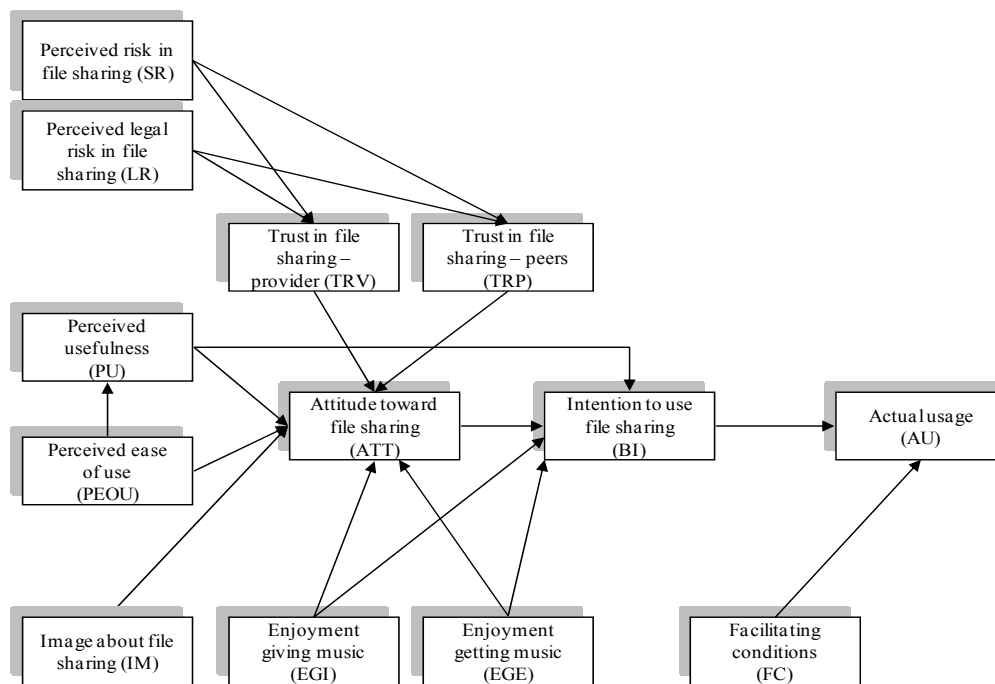 Perceived risk in
file sharing (SR)
Perceived legal
risk in file
sharing (LR)
Trust in file
sharing –
provider (TRV)
Trust in file
sharing – peers
(TRP)
Perceived
usefulness
(PU)
Attitude toward
file sharing
(ATT)
Intention to use
file sharing
(BI)
Actual usage
(AU)
Perceived ease
of use
(PEOU)
Image about file
sharing (IM)
Enjoyment
giving music
(EGI)
Enjoyment
getting music
(EGE)
Facilitating
conditions
(FC)